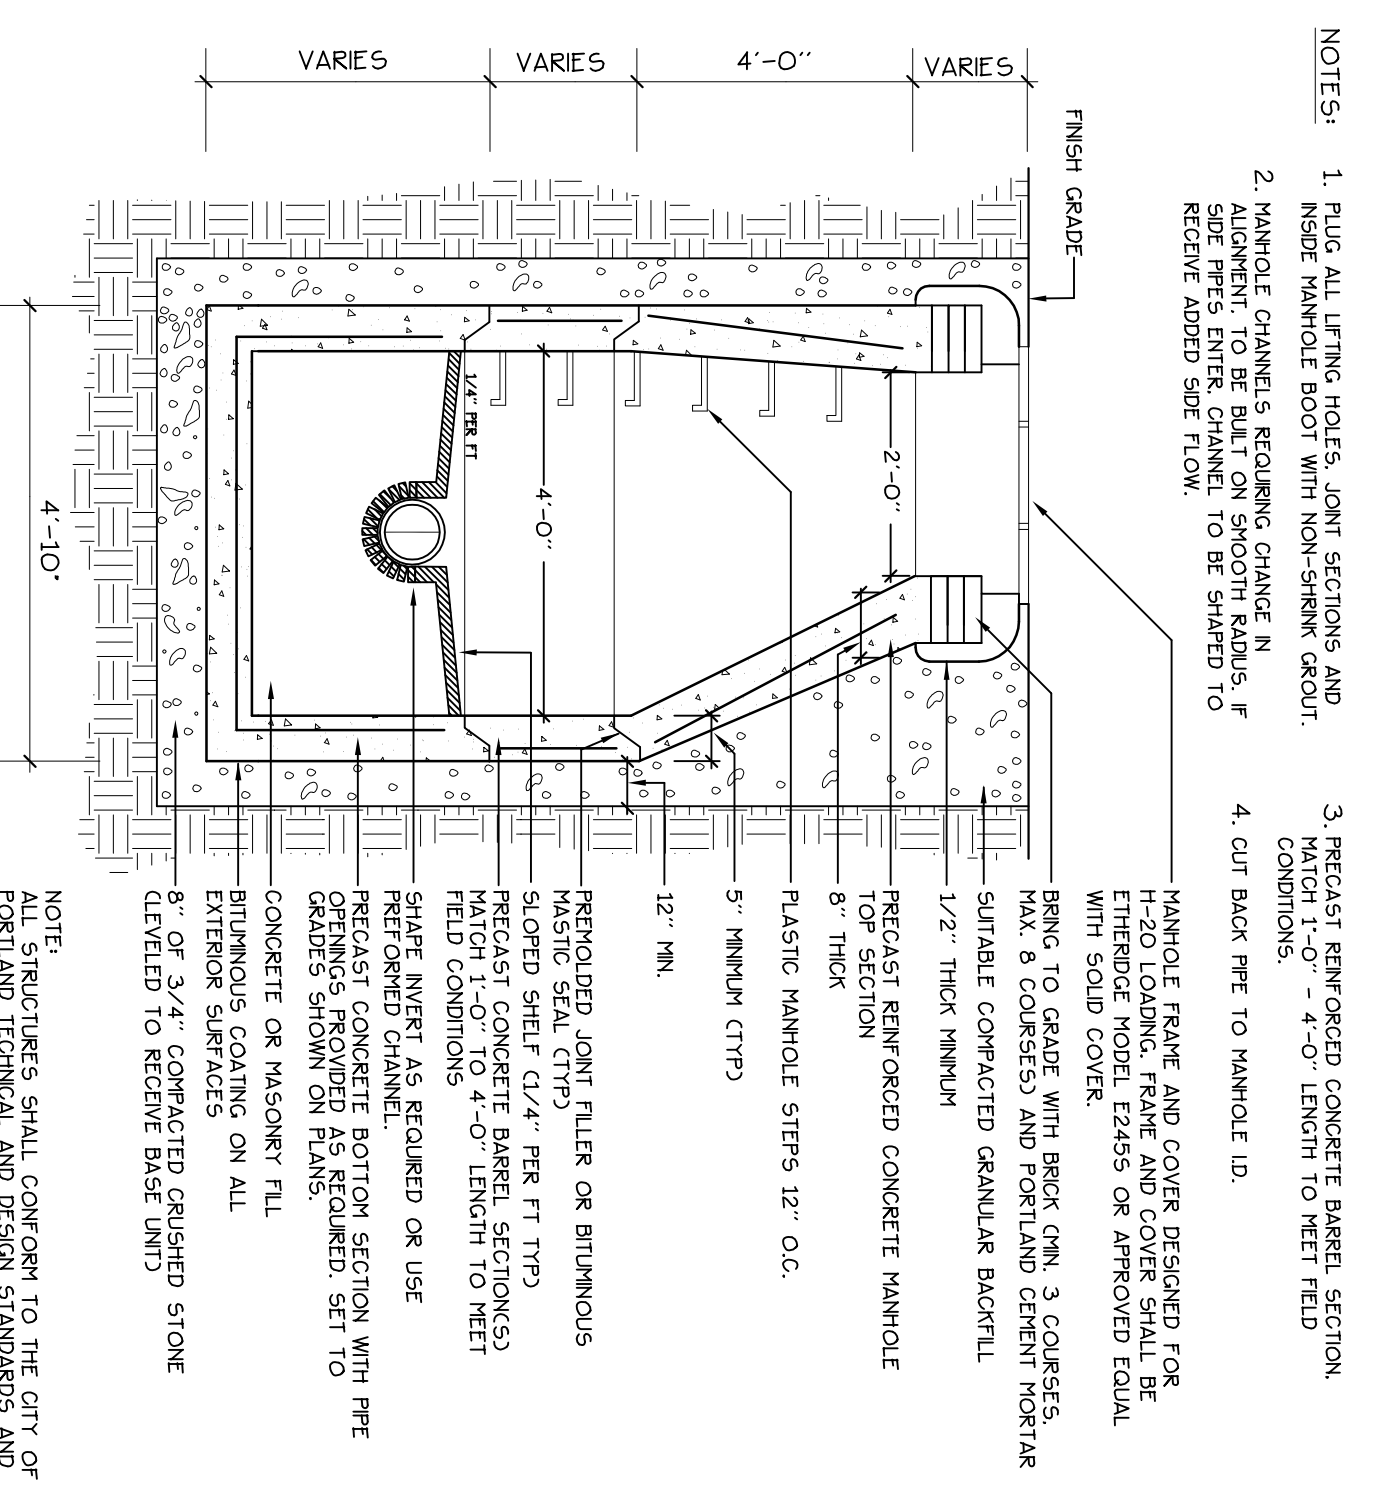 NOTES:
1. PLUG ALL LIFTING HOLES, JOINT SECTIONS AND
INSIDE MANHOLE BOOT WITH NON-SHRINK GROUT.
2. MANHOLE CHANNELS REQUIRING CHANGE IN
ALIGNMENT, TO BE BUILT ON SMOOTH RADIUS. IF
SIDE PIPES ENTER, CHANNEL TO BE SHAPED TO
RECEIVE ADDED SIDE FLOW.
3. PRECAST REINFORCED CONCRETE BARREL SECTION,
MATCH 1'-0" - 4'-0" LENGTH TO MEET FIELD
CONDITIONS.
4. CUT BACK PIPE TO MANHOLE I.D.
FINISH GRADE
VARIES
4'-0"
VARIES
VARIES
2'-0"
4'-0"
1/4" PER FT
4'-10"
MANHOLE FRAME AND COVER DESIGNED FOR
H-20 LOADING. FRAME AND COVER SHALL BE
ETHERIDGE MODEL E245S OR APPROVED EQUAL
WITH SOLID COVER.
BRING TO GRADE WITH BRICK (MIN. 3 COURSES,
MAX. 8 COURSES) AND PORTLAND CEMENT MORTAR
SUITABLE COMPACTED GRANULAR BACKFILL
1/2" THICK MINIMUM
PRECAST REINFORCED CONCRETE MANHOLE
TOP SECTION
8" THICK
PLASTIC MANHOLE STEPS 12" O.C.
5" MINIMUM (TYP)
12" MIN.
PREMOLDED JOINT FILLER OR BITUMINOUS
MASTIC SEAL (TYP)
SLOPED SHELF (1/4" PER FT TYP)
PRECAST CONCRETE BARREL SECTION(S)
MATCH 1'-0" TO 4'-0" LENGTH TO MEET
FIELD CONDITIONS
SHAPE INVERT AS REQUIRED OR USE
PREFORMED CHANNEL.
PRECAST CONCRETE BOTTOM SECTION WITH PIPE
OPENINGS PROVIDED AS REQUIRED. SET TO
GRADES SHOWN ON PLANS.
CONCRETE OR MASONRY FILL
BITUMINOUS COATING ON ALL
EXTERIOR SURFACES
8" OF 3/4" COMPACTED CRUSHED STONE
(LEVELED TO RECEIVE BASE UNIT)
NOTE:
ALL STRUCTURES SHALL CONFORM TO THE CITY OF
PORTLAND TECHNICAL AND DESIGN STANDARDS AND